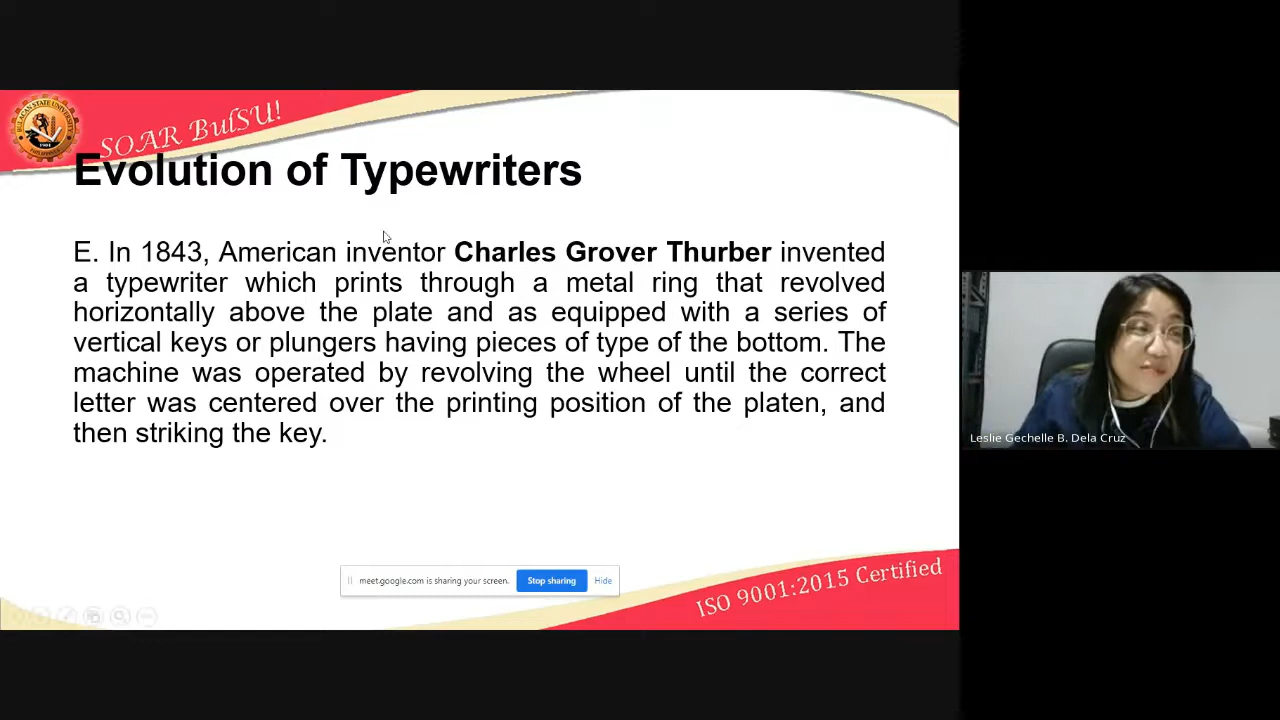 BULACAN STATE UNIVERSITY
SOAR BulSU!
Evolution of Typewriters
E. In 1843, American inventor Charles Grover Thurber invented
a typewriter which prints through a metal ring that revolved
horizontally above the plate and as equipped with a series of
vertical keys or plungers having pieces of type of the bottom. The
machine was operated by revolving the wheel until the correct
letter was centered over the printing position of the platen, and
then striking the key.
Leslie Gechelle B. Dela Cruz
meet.google.com is sharing your screen. Stop sharing Hide
ISO 9001:2015 Certified